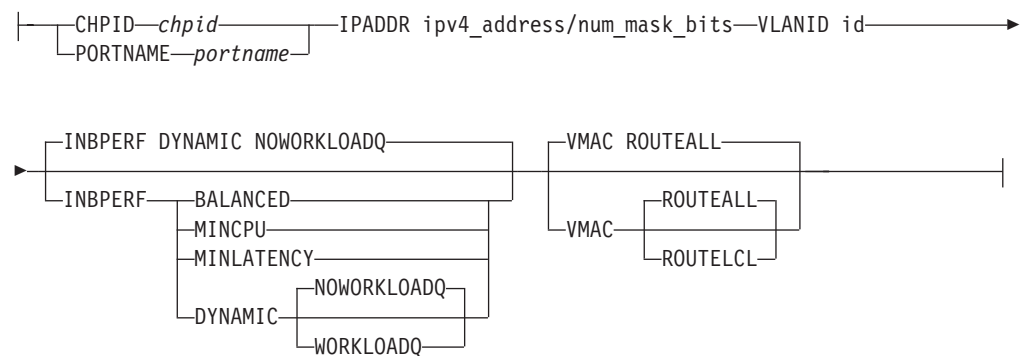 CHPID chpid IPADDR ipv4_address/num_mask_bits VLANID id
PORTNAME portname
INBPERF DYNAMIC NOWORKLOADQ VMAC ROUTEALL
INBPERF BALANCED ROUTEALL
MINCPU VMAC
MINLATENCY ROUTELCL
NOWORKLOADQ
DYNAMIC
WORKLOADQ